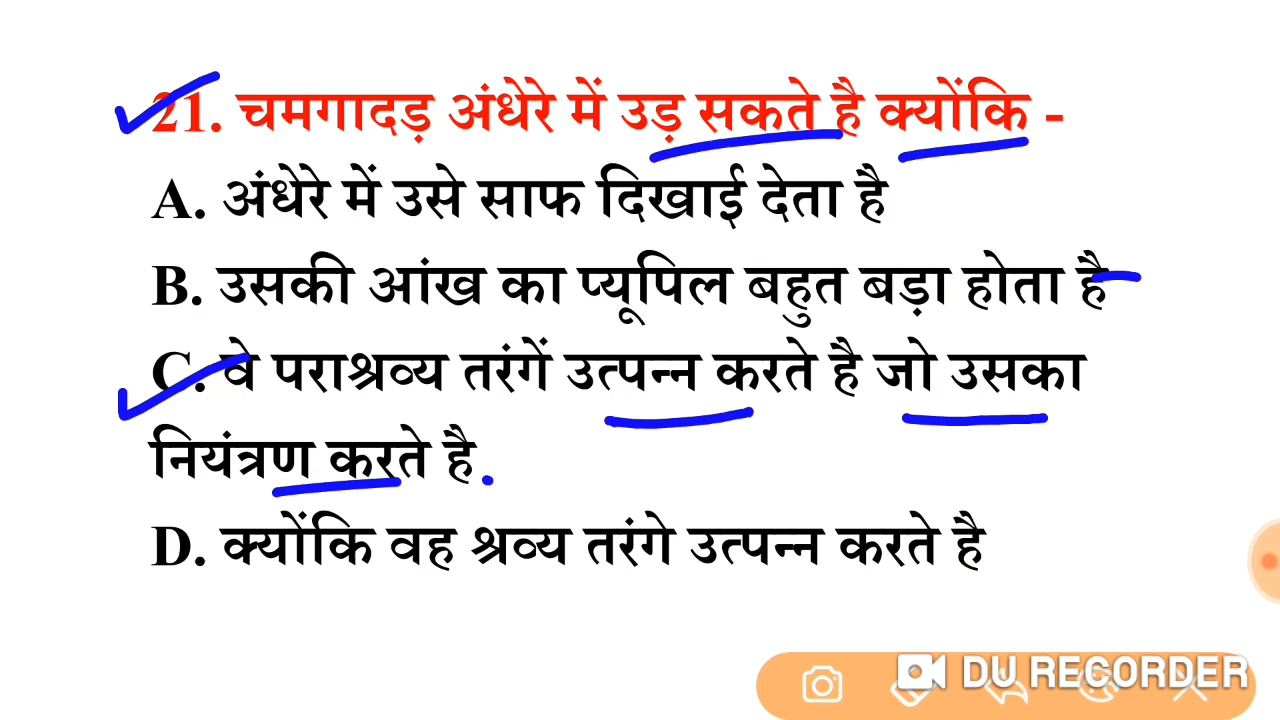 21. चमगादड़ अंधेरे में उड़ सकते है क्योंकि -
A. अंधेरे में उसे साफ दिखाई देता है
B. उसकी आंख का प्यूपिल बहुत बड़ा होता है
C. वे पराश्रव्य तरंगें उत्पन्न करते है जो उसका
नियंत्रण करते है
D. क्योंकि वह श्रव्य तरंगे उत्पन्न करते है
DU RECORDER